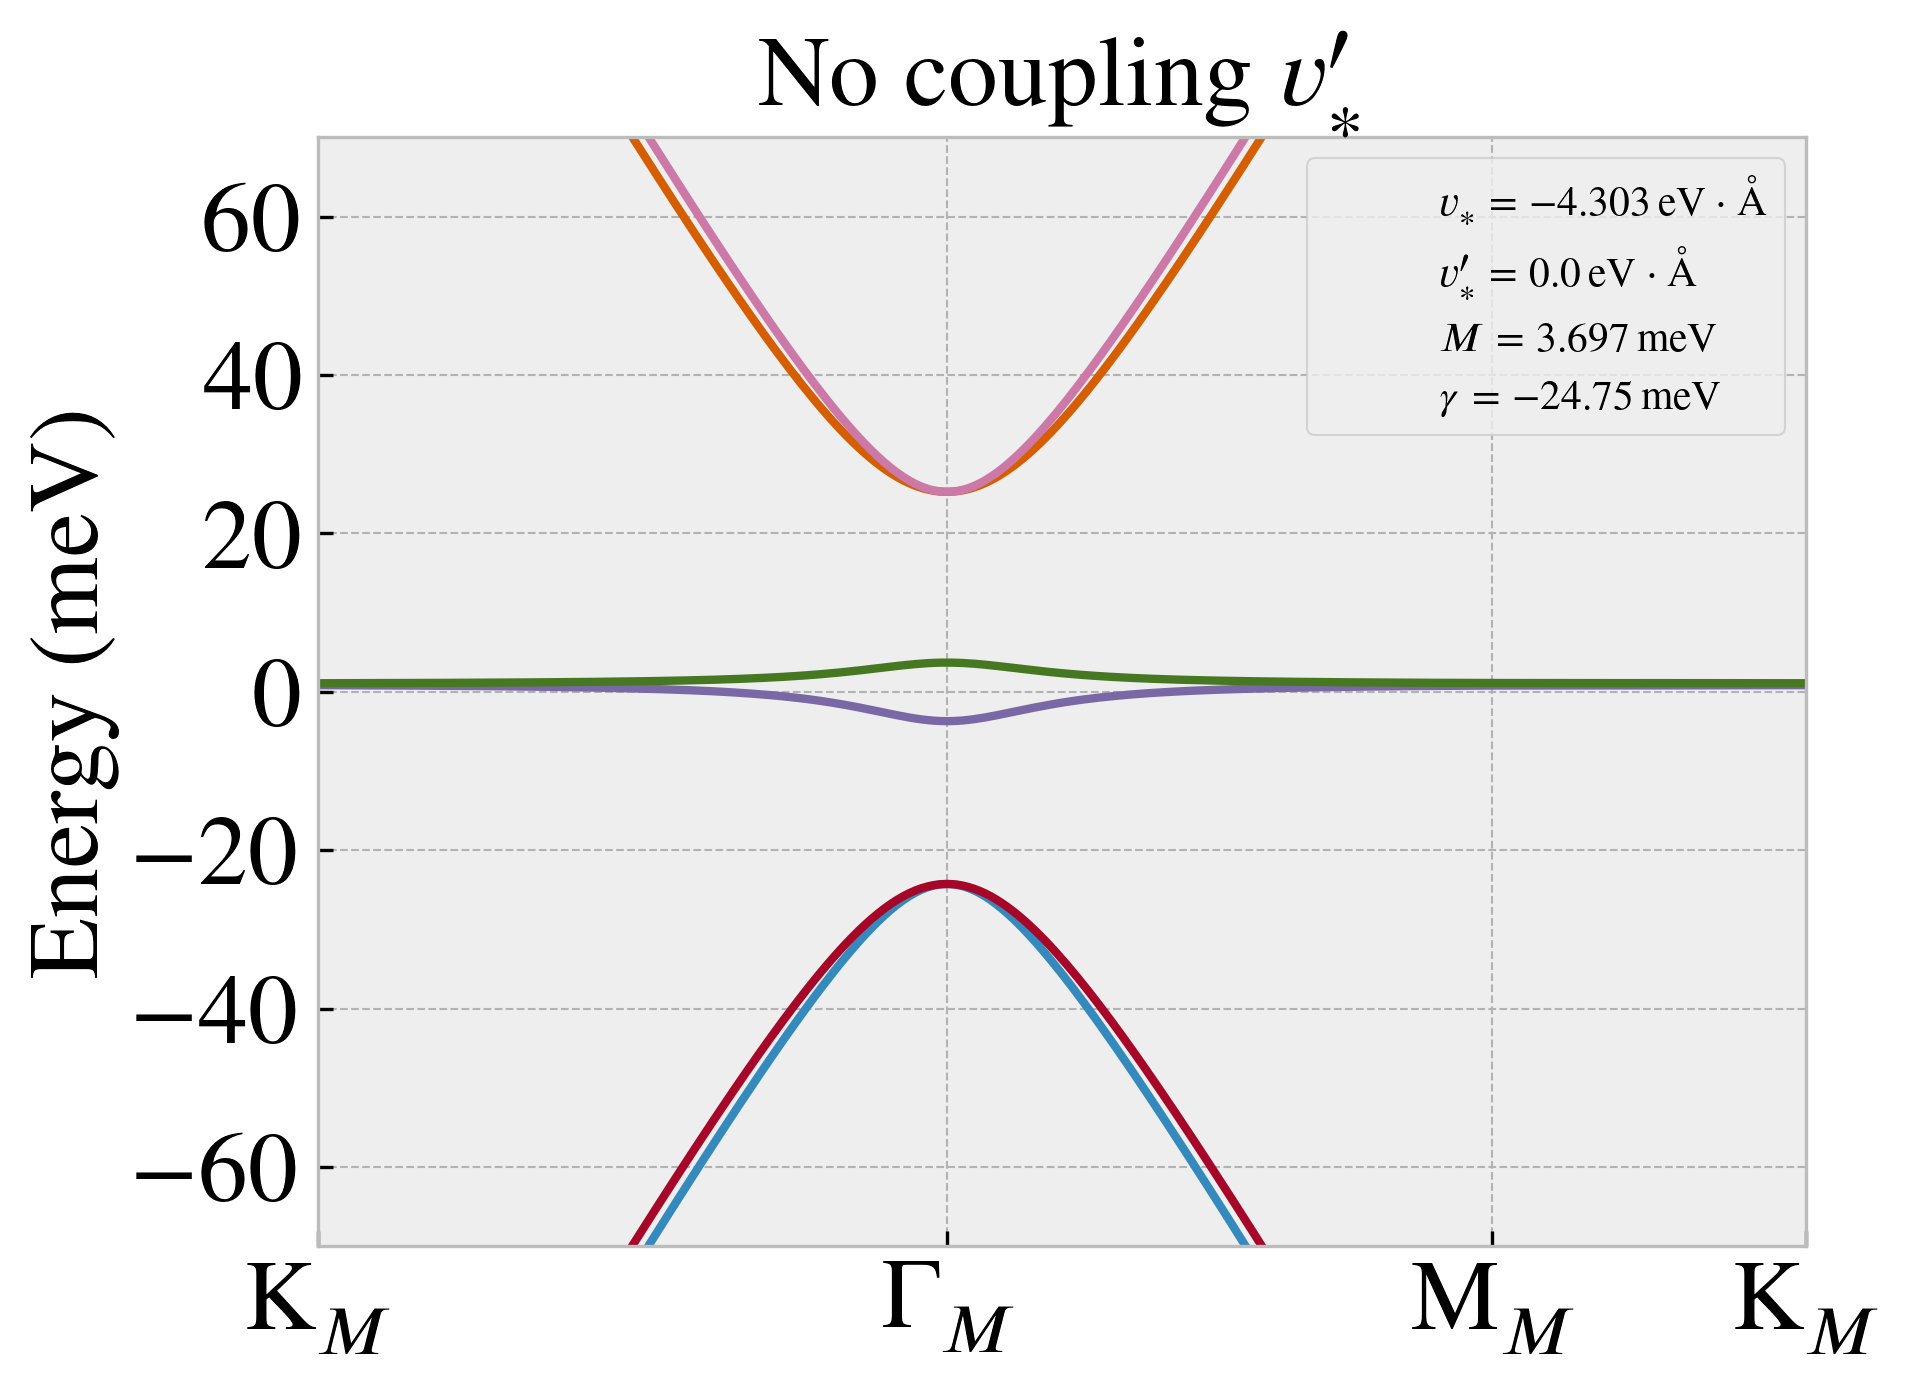 No coupling v′*
v* = −4.303 eV · Å
v′* = 0.0 eV · Å
M = 3.697 meV
γ = −24.75 meV
Energy (meV)
60
40
20
0
−20
−40
−60
K_M Γ_M M_M K_M